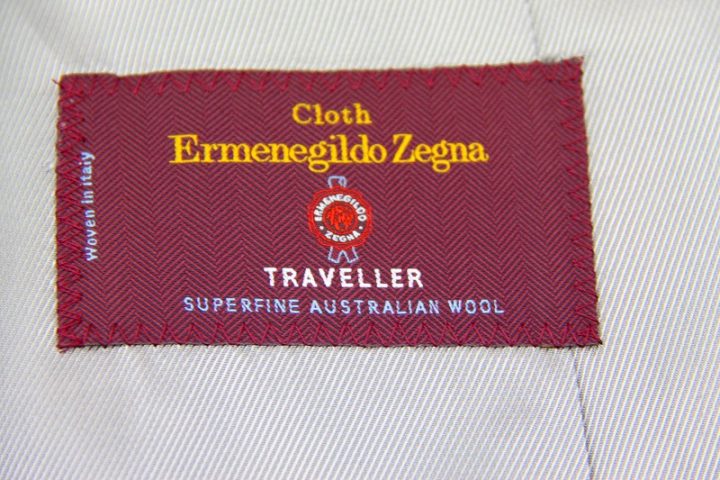 Cloth
Ermenegildo Zegna
Woven in Italy
ERMENEGILDO
ZEGNA
TRAVELLER
SUPERFINE AUSTRALIAN WOOL